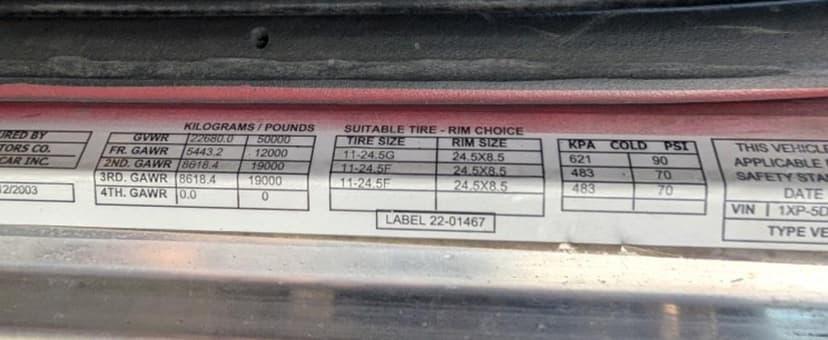 URED BY
TORS CO.
CAR INC.
12/2003
KILOGRAMS / POUNDS
GVWR 22680.0 50000
FR. GAWR 5443.2 12000
2ND. GAWR 8618.4 19000
3RD. GAWR 8618.4 19000
4TH. GAWR 0.0 0
SUITABLE TIRE - RIM CHOICE
TIRE SIZE RIM SIZE
11-24.5G 24.5X8.5
11-24.5F 24.5X8.5
11-24.5F 24.5X8.5
LABEL 22-01467
KPA COLD PSI
621 90
483 70
483 70
THIS VEHICLE
APPLICABLE
SAFETY STA
DATE
VIN 1XP-5D
TYPE VE